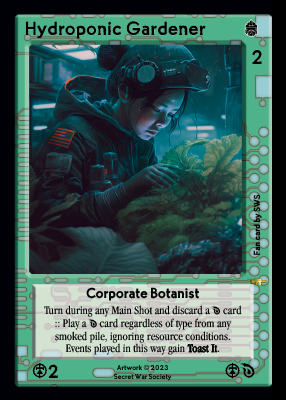 Hydroponic Gardener
2
Fan card by SWS
Corporate Botanist
Turn during any Main Shot and discard a card
:: Play a card regardless of type from any
smoked pile, ignoring resource conditions.
Events played in this way gain Toast It.
2
Artwork © 2023
Secret War Society